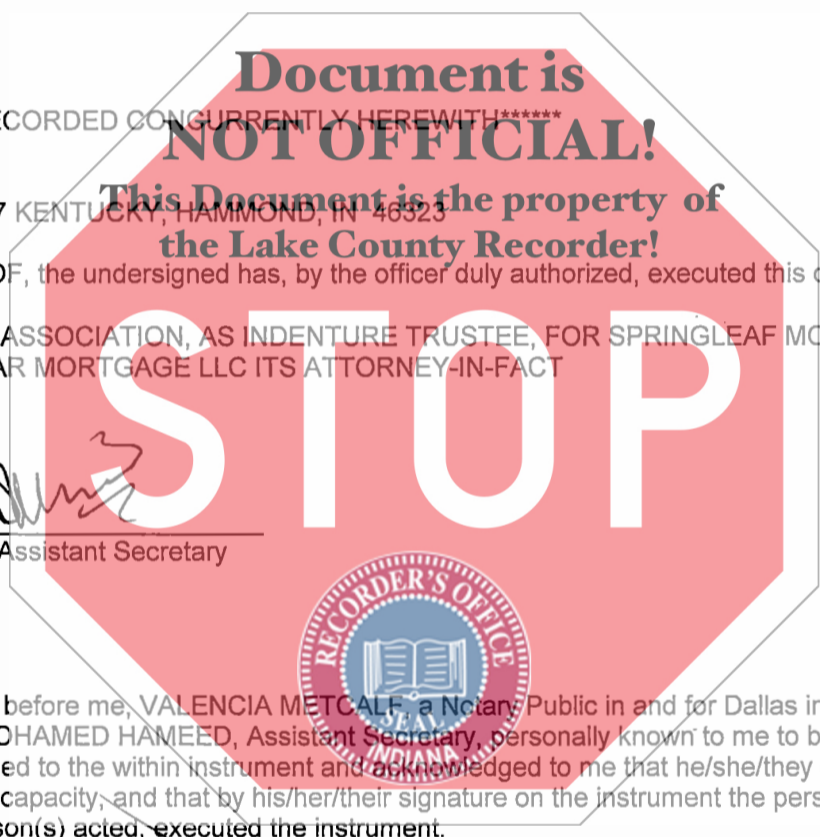 Document is
ECORDED CONGURRENTLY HEREWITH******
NOT OFFICIAL!
This Document is the property of
7 KENTUCKY, HAMMOND, IN 46323
the Lake County Recorder!
OF, the undersigned has, by the officer duly authorized, executed this
ASSOCIATION, AS INDENTURE TRUSTEE, FOR SPRINGLEAF MO
AR MORTGAGE LLC ITS ATTORNEY-IN-FACT
STOP
Assistant Secretary
RECORDER'S OFFICE
SEAL
INDIANA
before me, VALENCIA METCALF, a Notary Public in and for Dallas in
OHAMED HAMEED, Assistant Secretary, personally known to me to b
ed to the within instrument and acknowledged to me that he/she/they
capacity, and that by his/her/their signature on the instrument the pers
son(s) acted, executed the instrument.